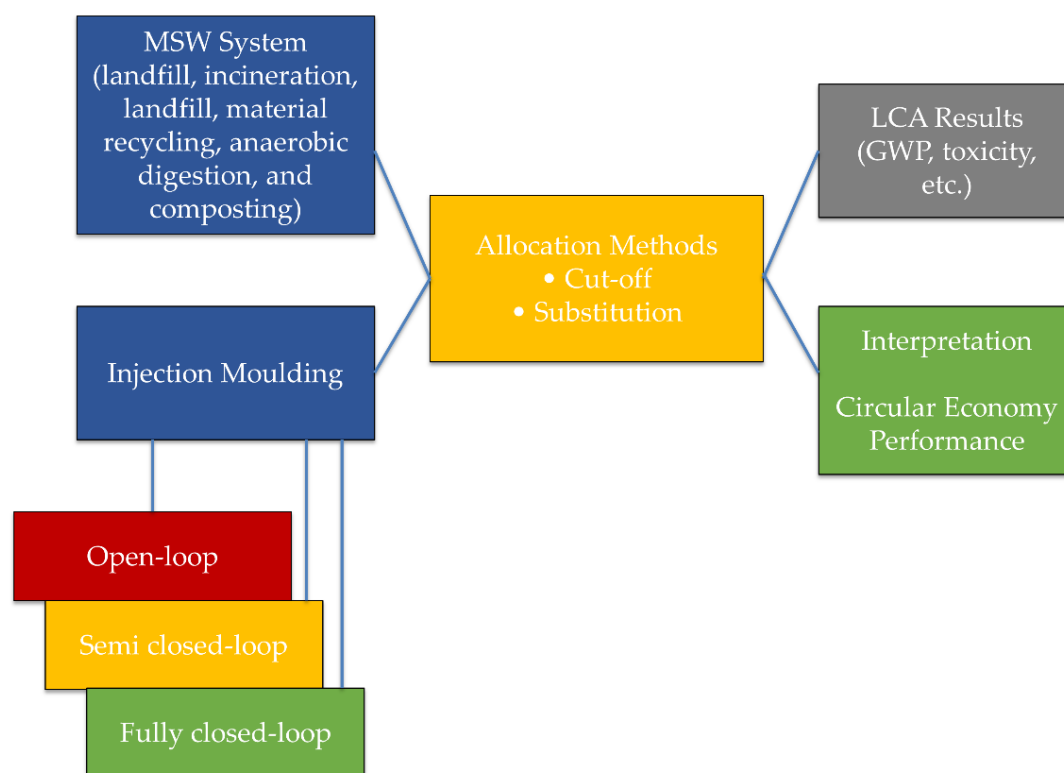 MSW System
(landfill, incineration,
landfill, material
recycling, anaerobic
digestion, and
composting)
Injection Moulding
Open-loop
Semi closed-loop
Fully closed-loop
Allocation Methods
• Cut-off
• Substitution
LCA Results
(GWP, toxicity,
etc.)
Interpretation
Circular Economy
Performance